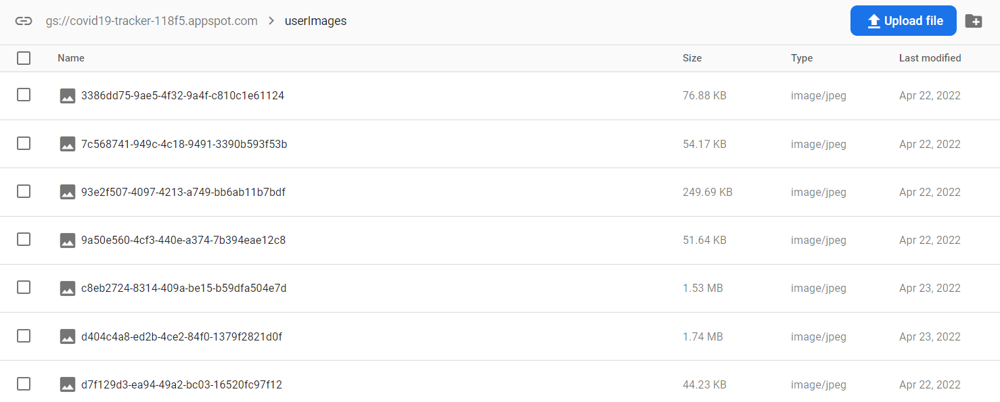 gs://covid19-tracker-118f5.appspot.com > userImages Upload file
Name Size Type Last modified
3386dd75-9ae5-4f32-9a4f-c810c1e61124 76.88 KB image/jpeg Apr 22, 2022
7c568741-949c-4c18-9491-3390b593f53b 54.17 KB image/jpeg Apr 22, 2022
93e2f507-4097-4213-a749-bb6ab11b7bdf 249.69 KB image/jpeg Apr 22, 2022
9a50e560-4cf3-440e-a374-7b394eae12c8 51.64 KB image/jpeg Apr 22, 2022
c8eb2724-8314-409a-be15-b59dfa504e7d 1.53 MB image/jpeg Apr 23, 2022
d404c4a8-ed2b-4ce2-84f0-1379f2821d0f 1.74 MB image/jpeg Apr 23, 2022
d7f129d3-ea94-49a2-bc03-16520fc97f12 44.23 KB image/jpeg Apr 22, 2022